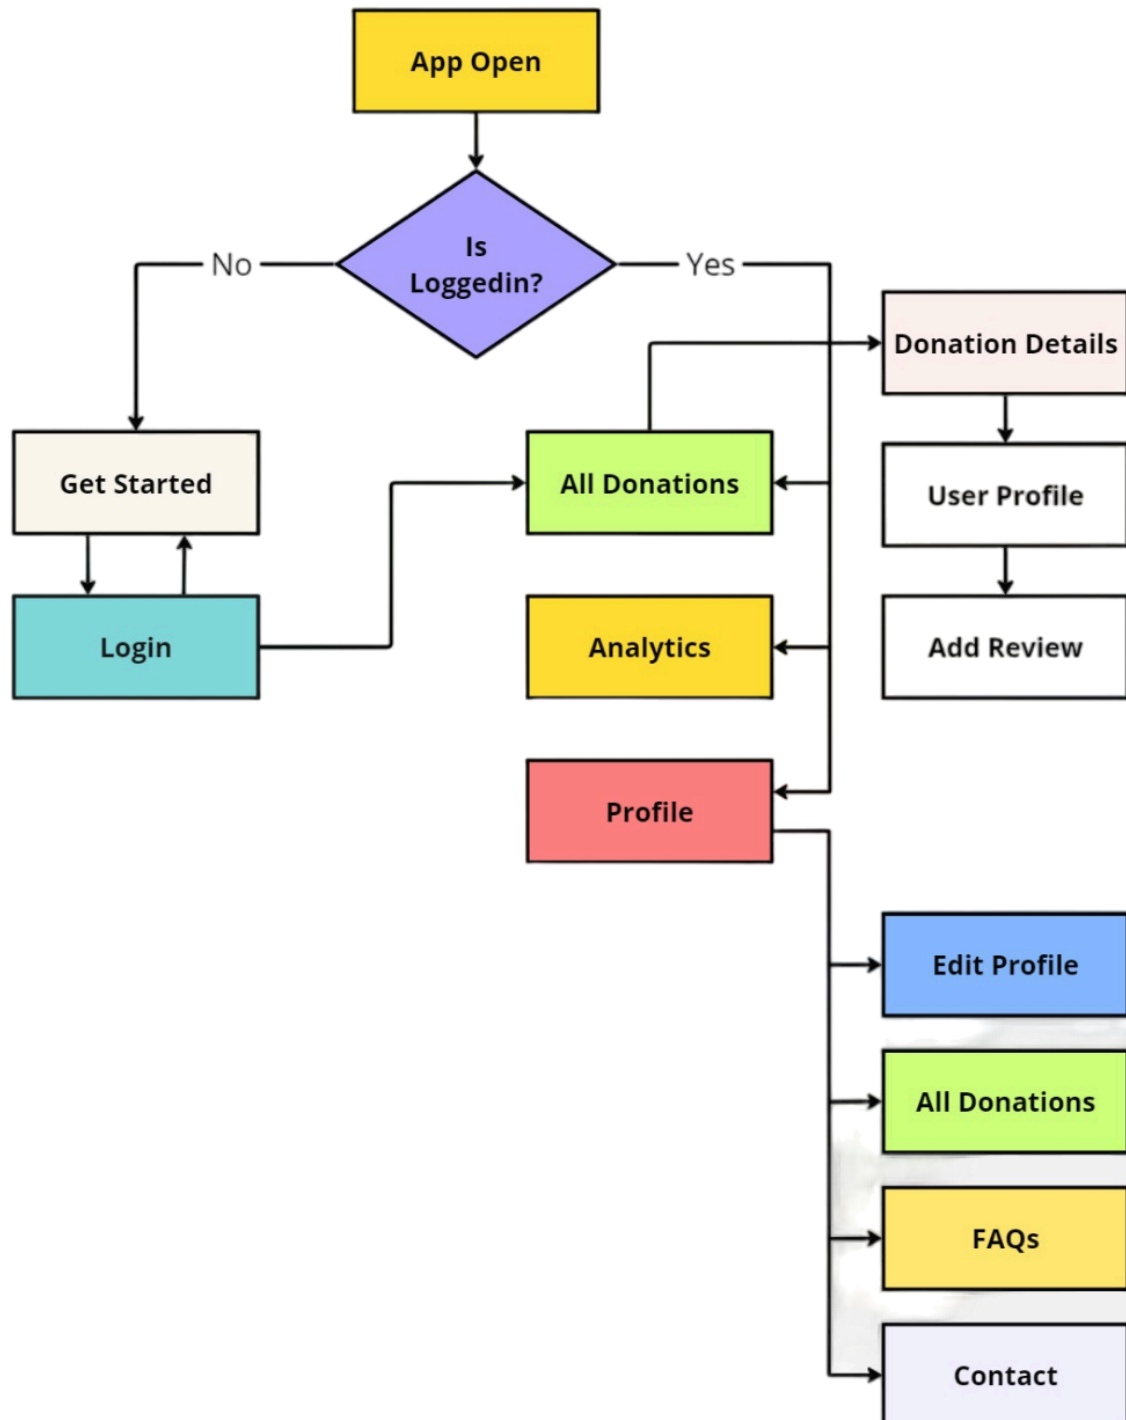 App Open
Is
Loggedin?
No
Yes
Donation Details
Get Started
All Donations
User Profile
Login
Analytics
Add Review
Profile
Edit Profile
All Donations
FAQs
Contact